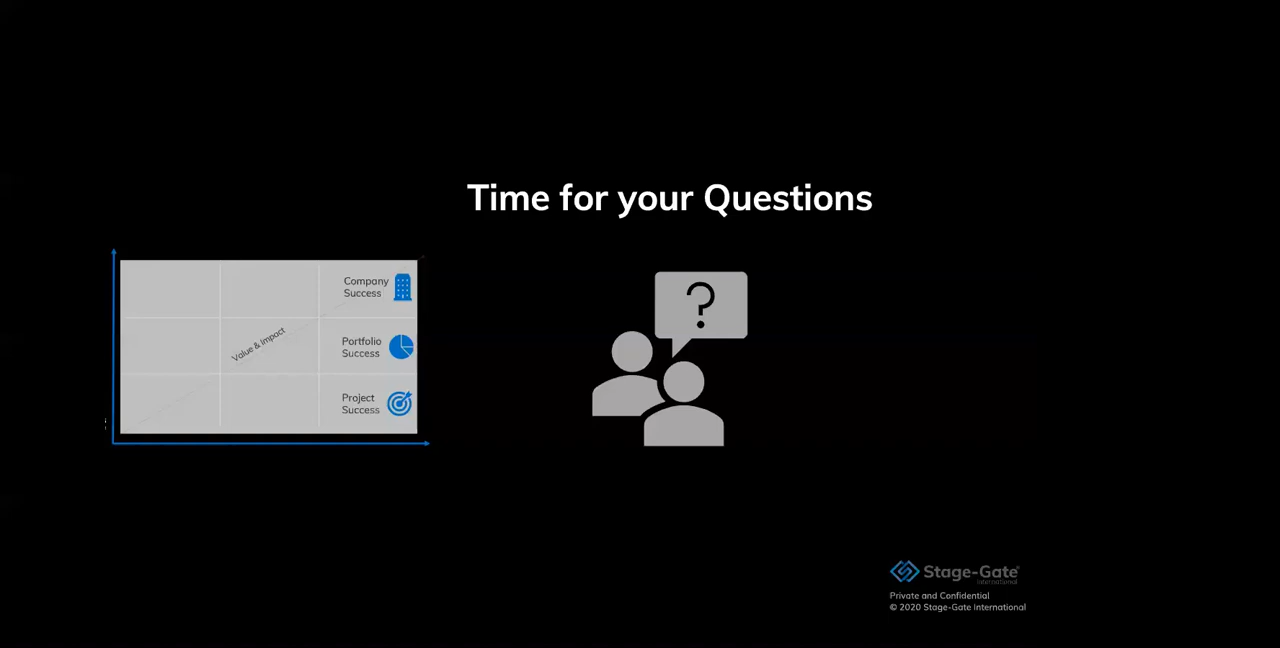 Time for your Questions
Company
Success
Value & Impact
Portfolio
Success
Project
Success
?
Stage-Gate®
International
Private and Confidential
© 2020 Stage-Gate International